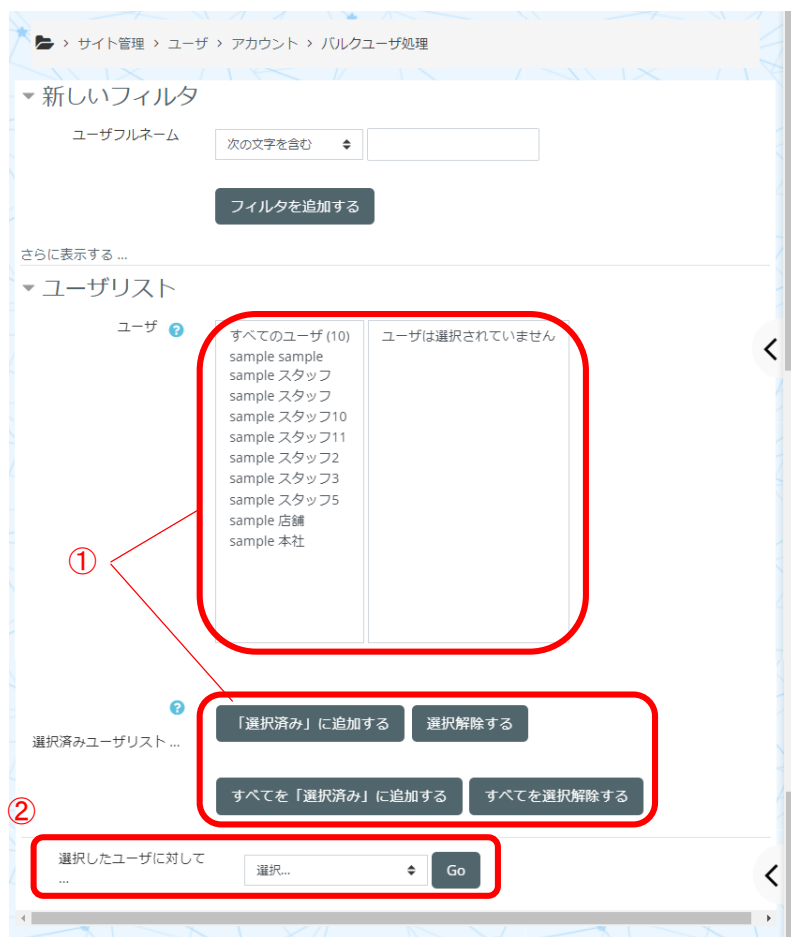 › サイト管理 › ユーザ › アカウント › バルクユーザ処理
新しいフィルタ
ユーザフルネーム
次の文字を含む
フィルタを追加する
さらに表示する ...
ユーザリスト
ユーザ ?
すべてのユーザ (10)
sample sample
sample スタッフ
sample スタッフ
sample スタッフ10
sample スタッフ11
sample スタッフ2
sample スタッフ3
sample スタッフ5
sample 店舗
sample 本社
ユーザは選択されていません
①
?
選択済みユーザリスト ...
「選択済み」に追加する 選択解除する
すべてを「選択済み」に追加する すべてを選択解除する
②
選択したユーザに対して
...
選択... Go